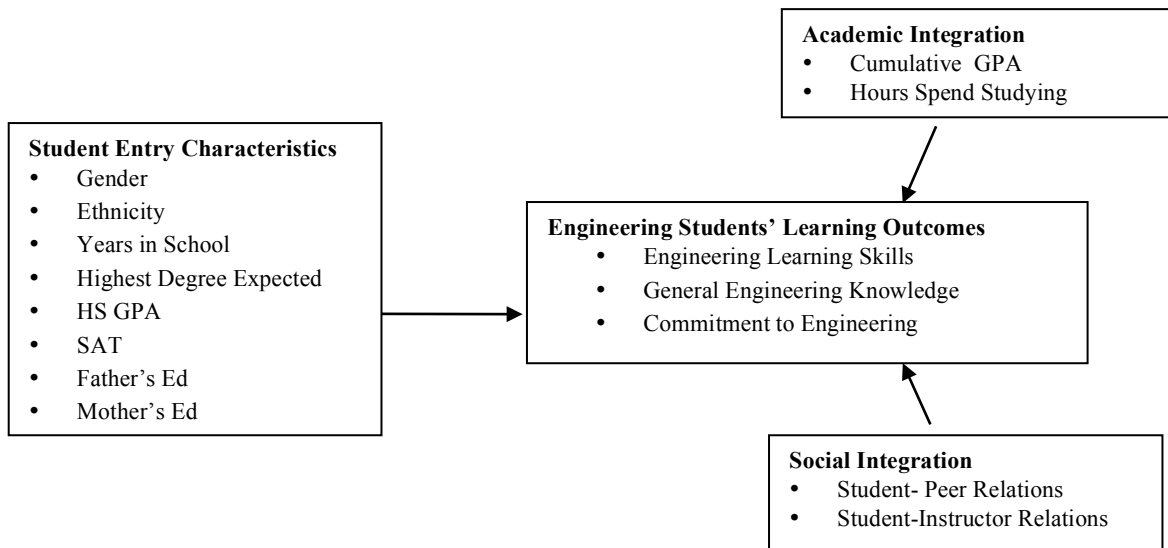 Academic Integration
• Cumulative GPA
• Hours Spend Studying
Student Entry Characteristics
• Gender
• Ethnicity
• Years in School
• Highest Degree Expected
• HS GPA
• SAT
• Father’s Ed
• Mother’s Ed
Engineering Students’ Learning Outcomes
• Engineering Learning Skills
• General Engineering Knowledge
• Commitment to Engineering
Social Integration
• Student- Peer Relations
• Student-Instructor Relations